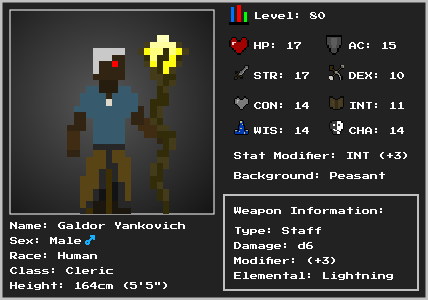 Level: 80
HP: 17 AC: 15
STR: 17 DEX: 10
CON: 14 INT: 11
WIS: 14 CHA: 14
Stat Modifier: INT (+3)
Background: Peasant
Name: Galdor Yankovich
Sex: Male
Race: Human
Class: Cleric
Height: 164cm (5'5")
Weapon Information:
Type: Staff
Damage: d6
Modifier: (+3)
Elemental: Lightning